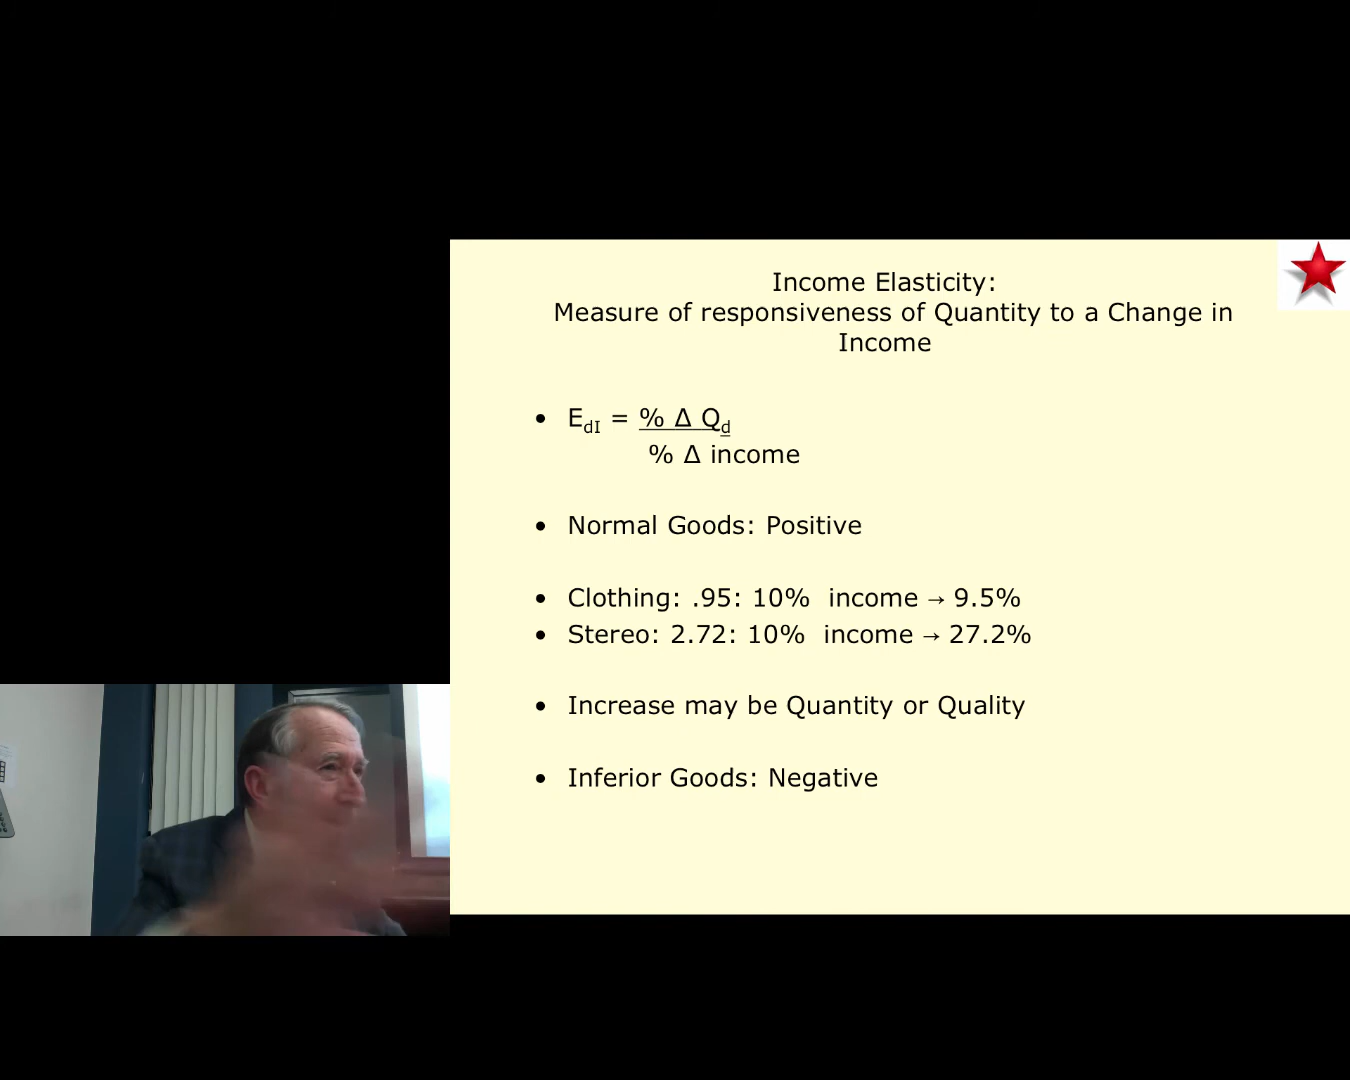 Income Elasticity:
Measure of responsiveness of Quantity to a Change in
Income
• E_dI = % Δ Q_d
% Δ income
• Normal Goods: Positive
• Clothing: .95: 10%  income → 9.5%
• Stereo: 2.72: 10%  income → 27.2%
• Increase may be Quantity or Quality
• Inferior Goods: Negative